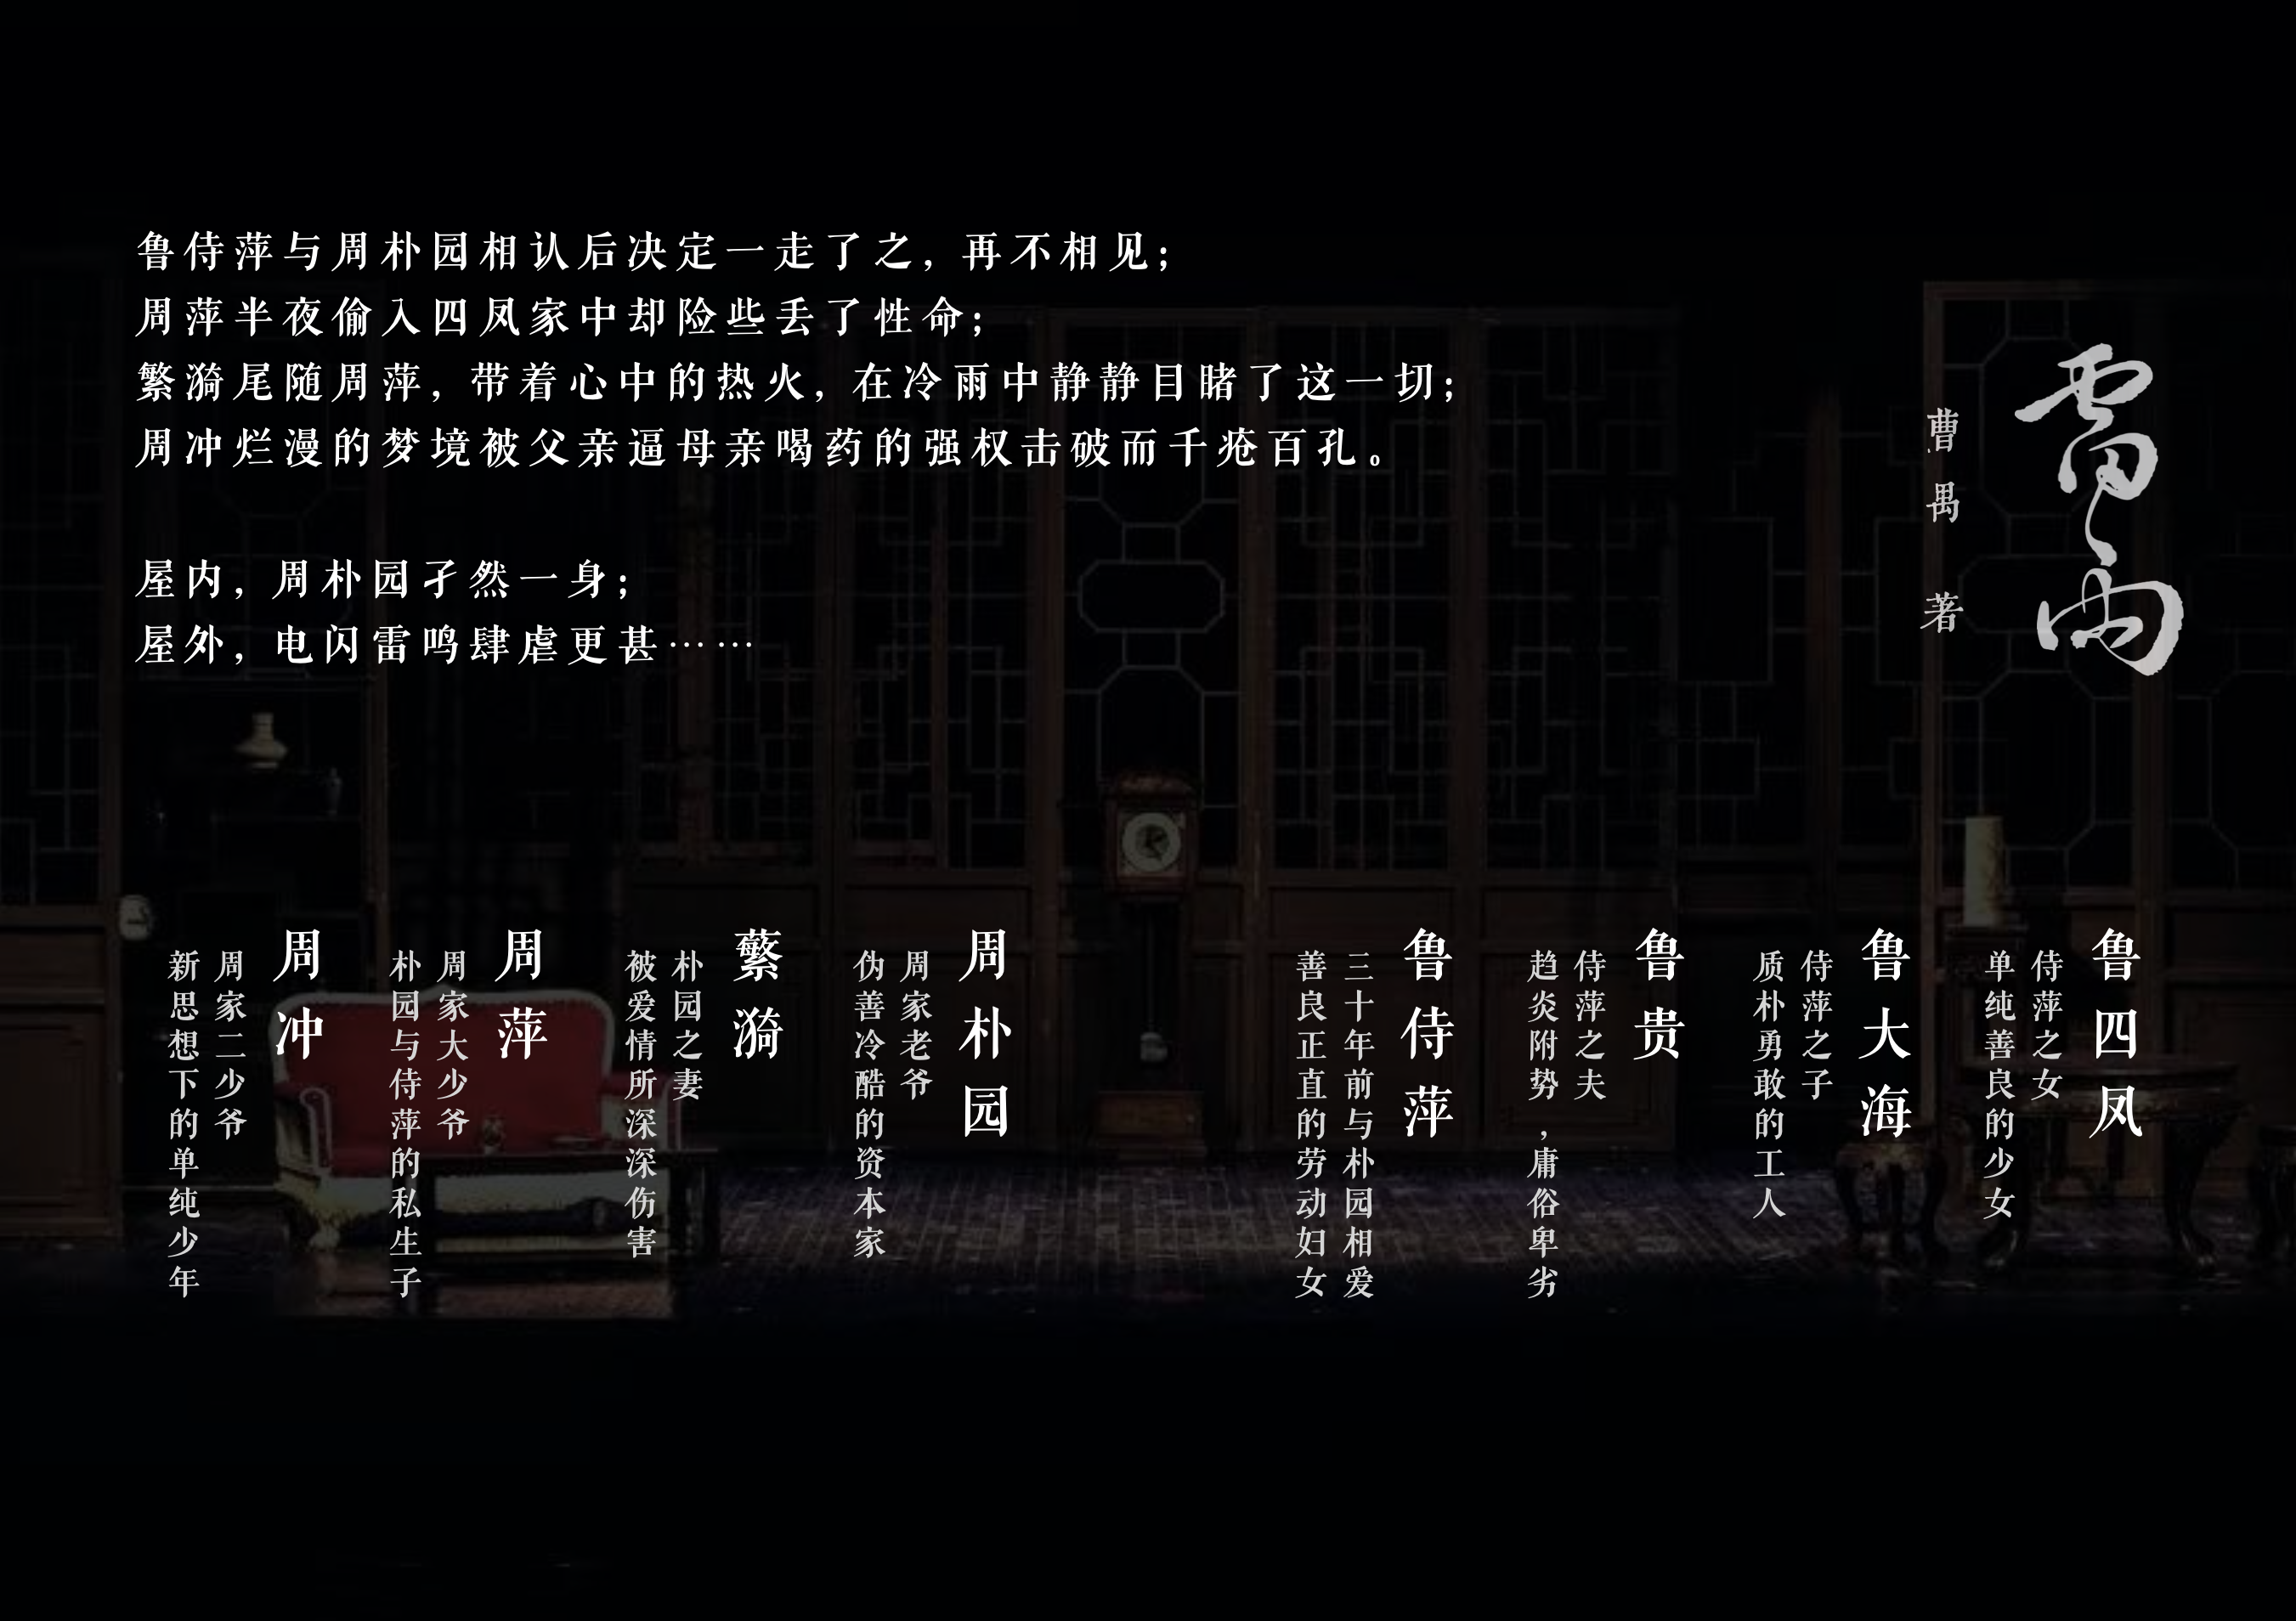 鲁侍萍与周朴园相认后决定一走了之，再不相见；
周萍半夜偷入四凤家中却险些丢了性命；
繁漪尾随周萍，带着心中的热火，在冷雨中静静目睹了这一切；
周冲烂漫的梦境被父亲逼母亲喝药的强权击破而千疮百孔。
屋内，周朴园孑然一身；
屋外，电闪雷鸣肆虐更甚……
雷雨
曹禺 著
鲁四凤
侍萍之女
单纯善良的少女
鲁大海
侍萍之子
质朴勇敢的工人
鲁贵
侍萍之夫
趋炎附势，庸俗卑劣
鲁侍萍
三十年前与朴园相爱
善良正直的劳动妇女
周朴园
周家老爷
伪善冷酷的资本家
蘩漪
朴园之妻
被爱情所深深伤害
周萍
周家大少爷
朴园与侍萍的私生子
周冲
周家二少爷
新思想下的单纯少年